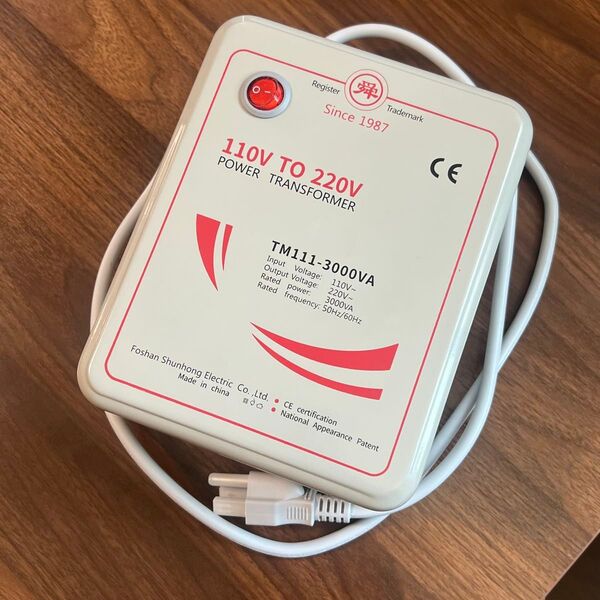 舜
Register
Trademark
Since 1987
110V TO 220V
POWER TRANSFORMER
CE
TM111-3000VA
Input Voltage: 110V~
Output Voltage: 220V~
Rated power: 3000VA
Rated frequency: 50Hz/60Hz
Foshan Shunhong Electric Co.,Ltd.
Made in china
• CE certification
• National Appearance Patent